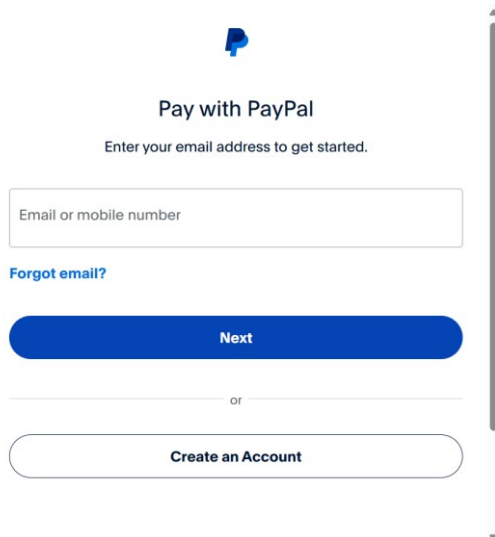 Pay with PayPal
Enter your email address to get started.
Email or mobile number
Forgot email?
Next
or
Create an Account